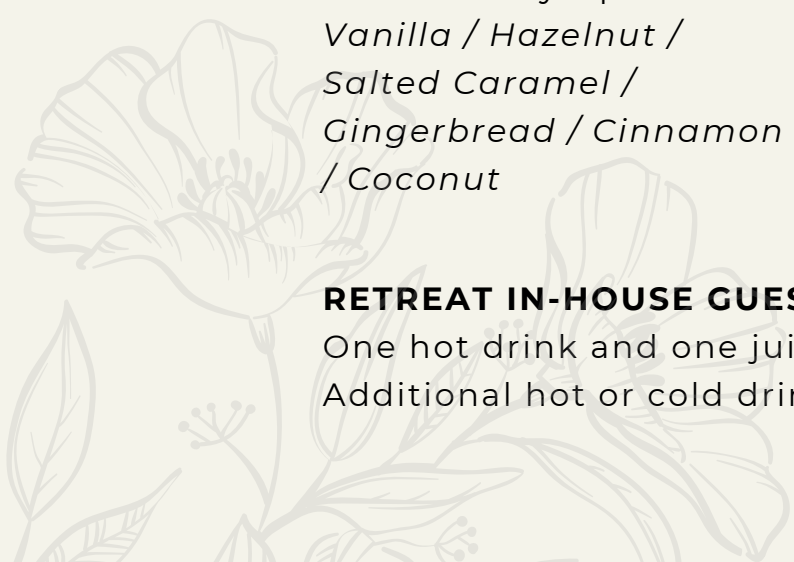 Vanilla / Hazelnut /
Salted Caramel /
Gingerbread / Cinnamon
/ Coconut
RETREAT IN-HOUSE
One hot drink and one
Additional hot or cold